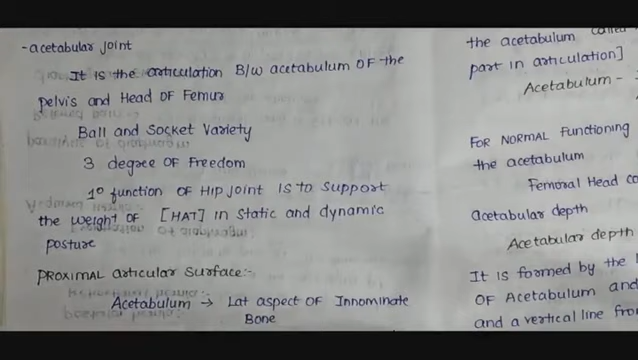 -acetabular joint
It is the articulation B/w acetabulum OF the
pelvis and Head OF Femur
Ball and Socket Variety
3 degree OF Freedom
1° function OF HIP Joint Is to Support
the weight OF [HAT] in Static and dynamic
posture
PROXIMAL articular Surface:-
Acetabulum → Lat aspect OF Innominate
Bone
the acetabulum called
part in articulation]
Acetabulum -
FOR NORMAL Functioning
the acetabulum
Femoral Head co
acetabular depth
Acetabular depth
It is formed by the
OF Acetabulum and
and a vertical line from